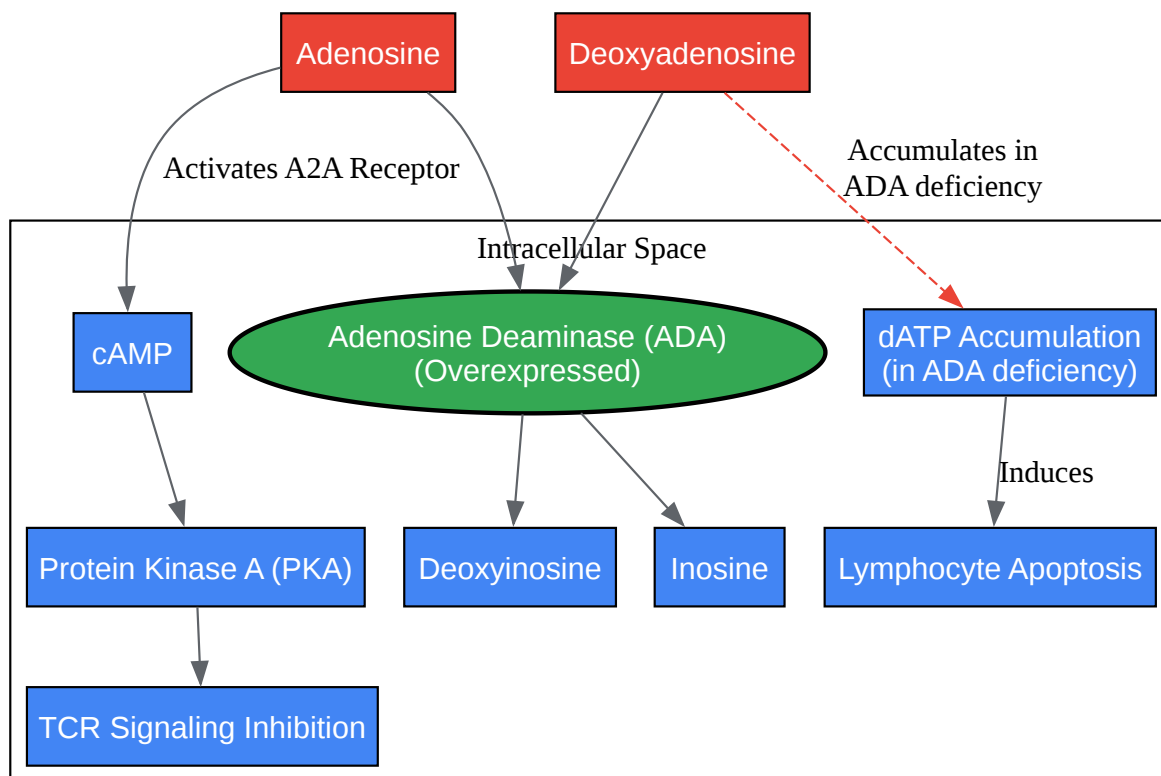 Adenosine
Deoxyadenosine
Activates A2A Receptor
Accumulates in
ADA deficiency
Intracellular Space
cAMP
Adenosine Deaminase (ADA)
(Overexpressed)
dATP Accumulation
(in ADA deficiency)
Induces
Protein Kinase A (PKA)
Deoxyinosine
Inosine
Lymphocyte Apoptosis
TCR Signaling Inhibition